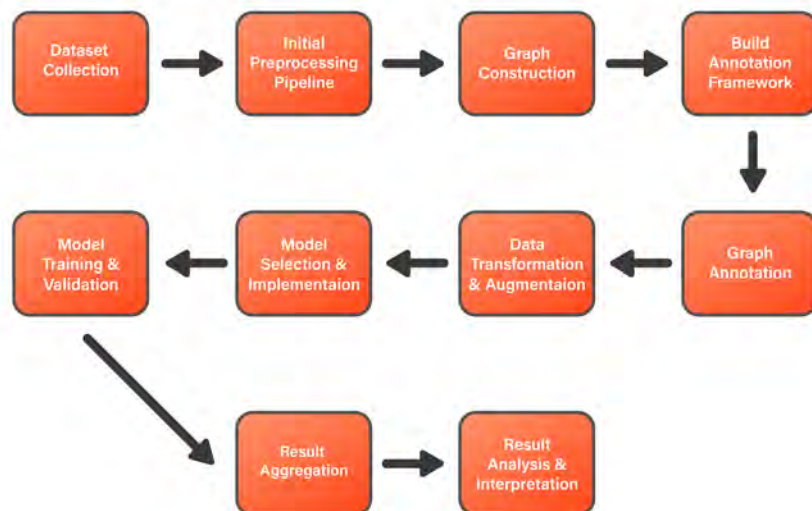 Dataset
Collection
Initial
Preprocessing
Pipeline
Graph
Construction
Build
Annotation
Framework
Graph
Annotation
Data
Transformation
& Augmentaion
Model
Selection &
Implementaion
Model
Training &
Validation
Result
Aggregation
Result
Analysis &
Interpretation